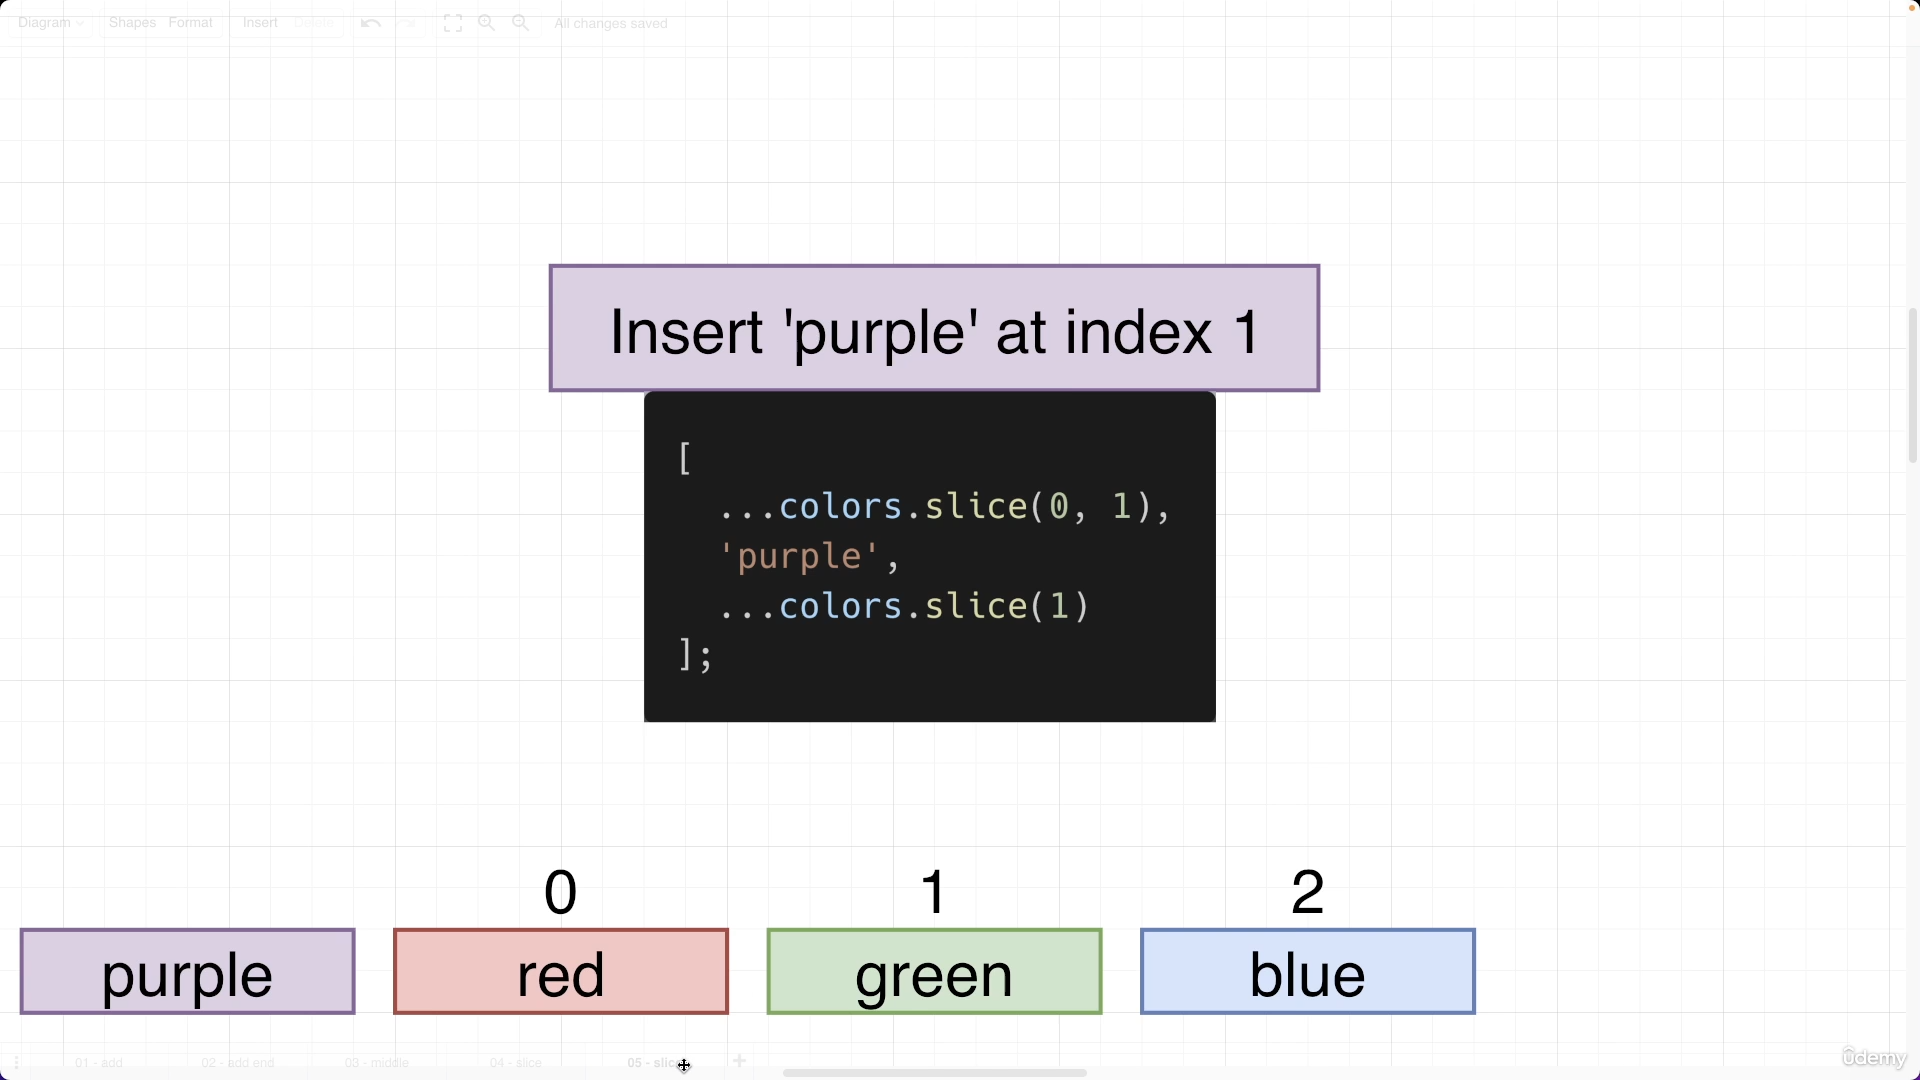 Diagram Shapes Format Insert Delete All changes saved
Insert 'purple' at index 1
[
...colors.slice(0, 1),
'purple',
...colors.slice(1)
];
0 1 2
purple red green blue
01 - add 02 - add end 03 - middle 04 - slice 05 - slice
udemy